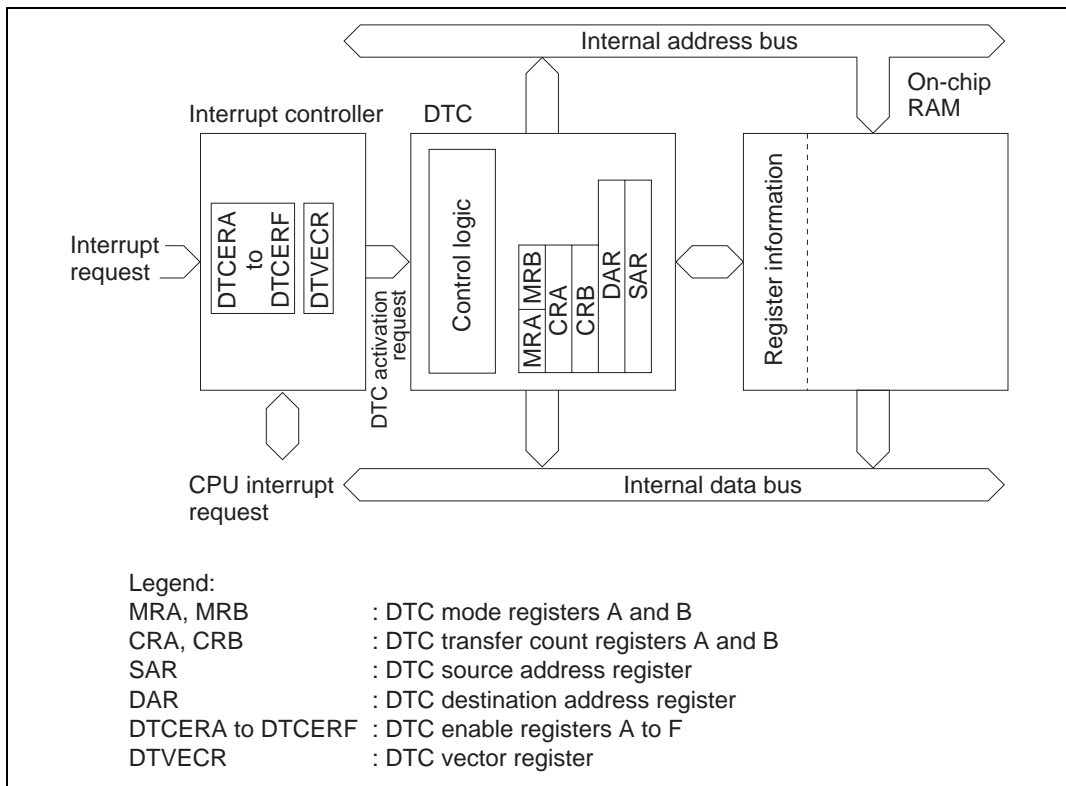 Internal address bus
On-chip
RAM
Interrupt controller
DTC
Interrupt
request
DTCERA
to
DTCERF
DTVECR
DTC activation
request
Control logic
MRA
MRB
CRA
CRB
DAR
SAR
Register information
CPU interrupt
request
Internal data bus
Legend:
MRA, MRB : DTC mode registers A and B
CRA, CRB : DTC transfer count registers A and B
SAR : DTC source address register
DAR : DTC destination address register
DTCERA to DTCERF : DTC enable registers A to F
DTVECR : DTC vector register